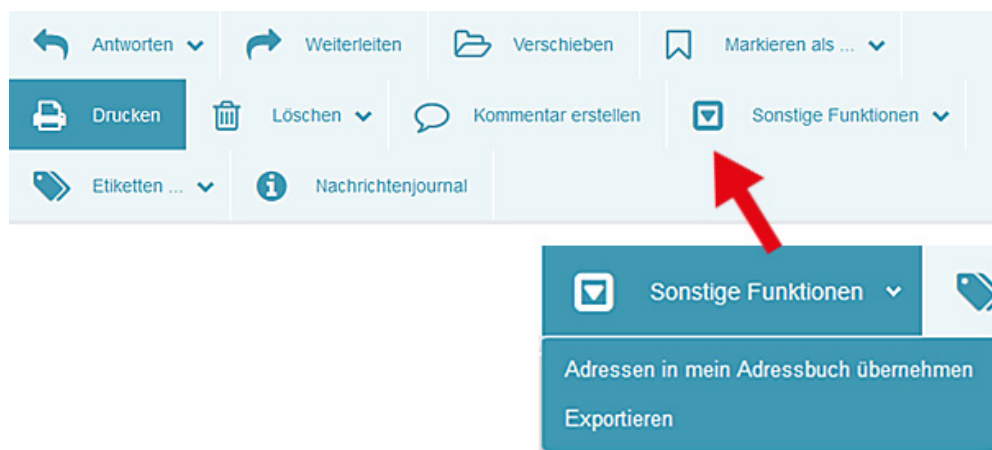 Antworten Weiterleiten Verschieben Markieren als ...
Drucken Löschen Kommentar erstellen Sonstige Funktionen
Etiketten ... Nachrichtenjournal
Sonstige Funktionen
Adressen in mein Adressbuch übernehmen
Exportieren